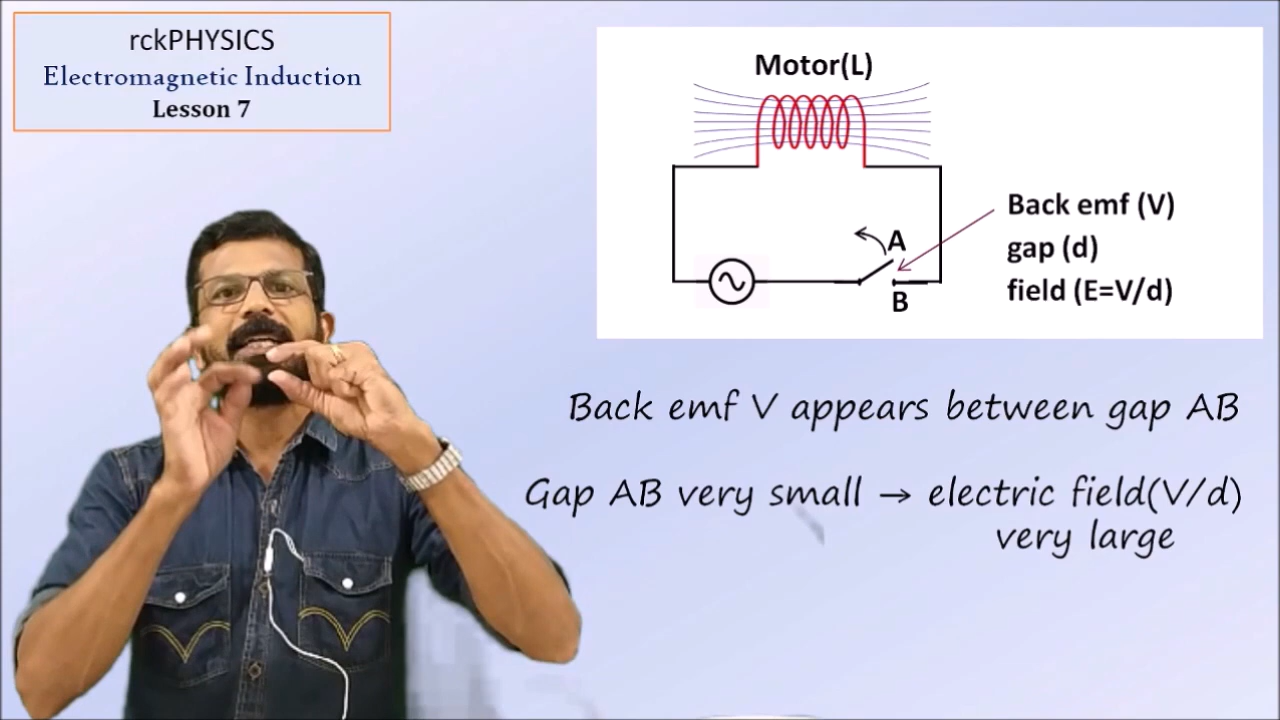 rckPHYSICS
Electromagnetic Induction
Lesson 7
Motor(L)
A
B
Back emf (V)
gap (d)
field (E=V/d)
Back emf V appears between gap AB
Gap AB very small → electric field(V/d)
very large